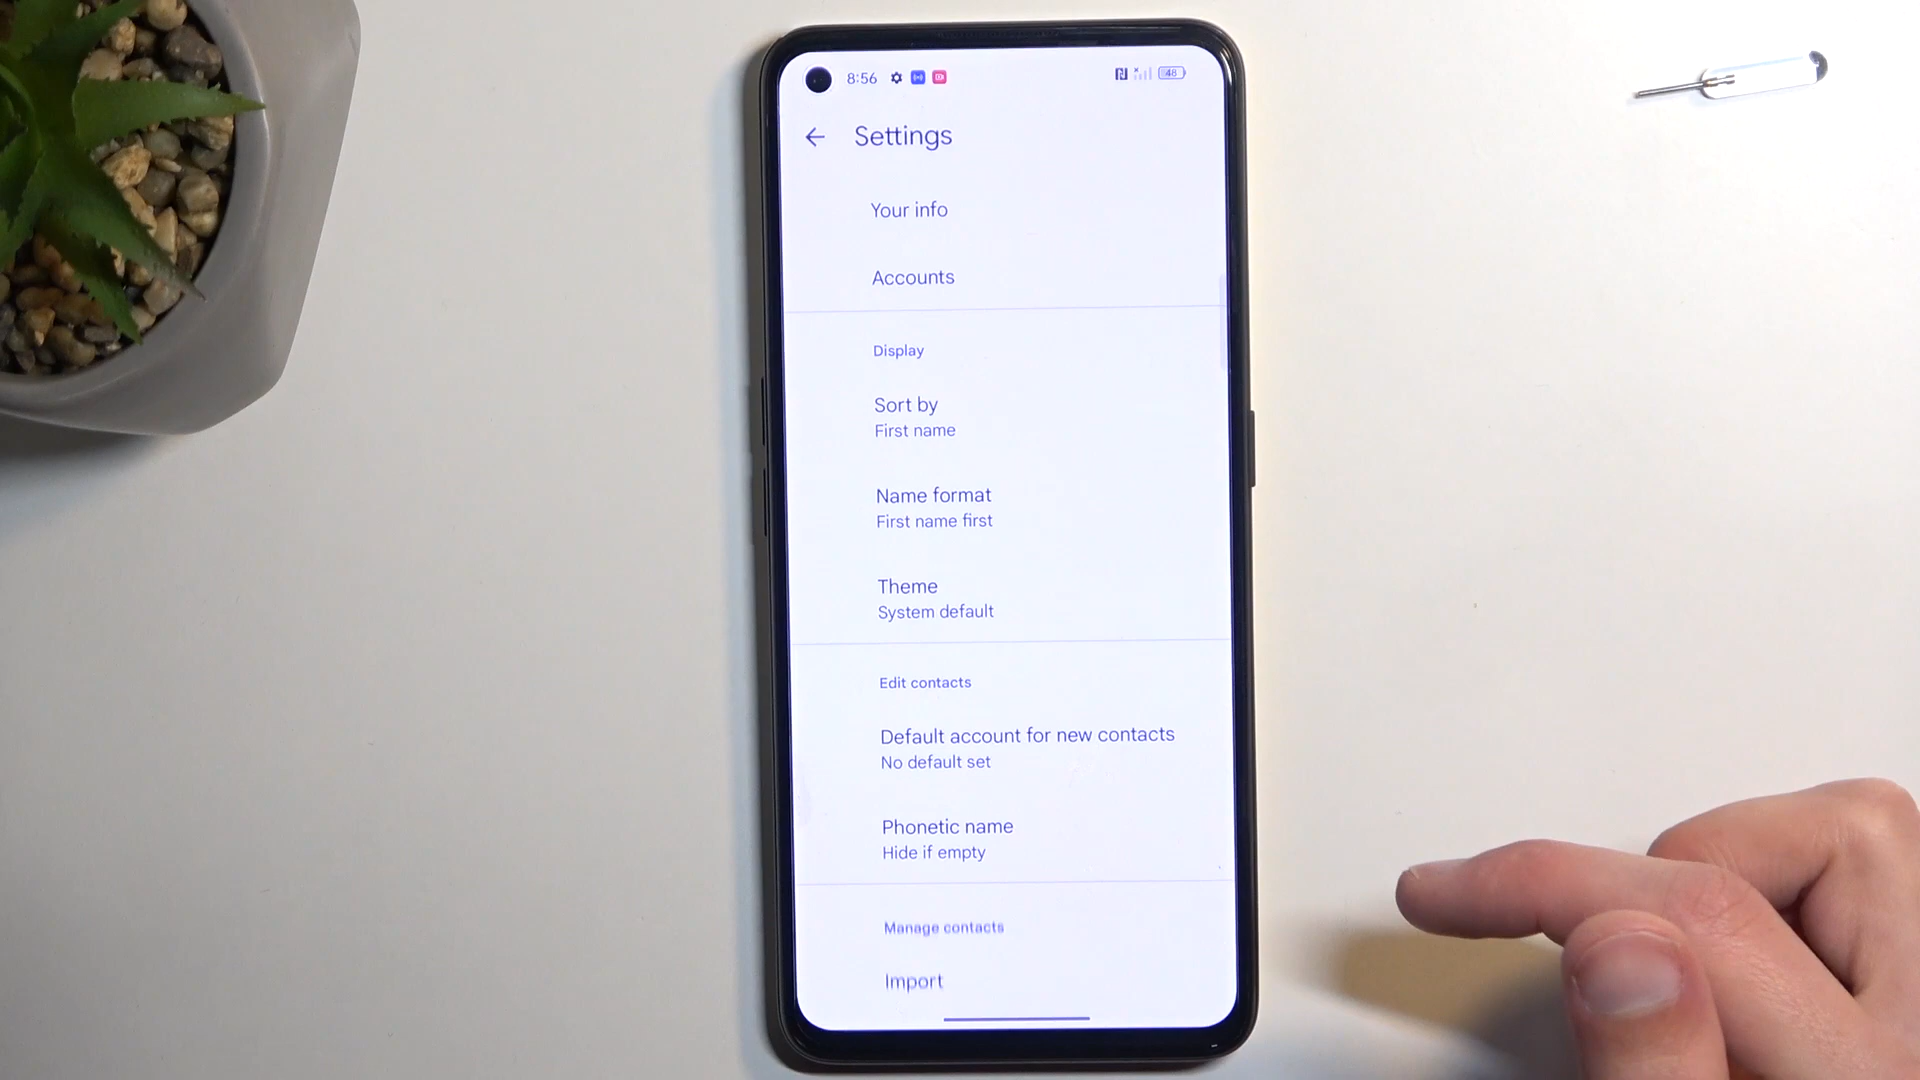 8:56
48
Settings
Your info
Accounts
Display
Sort by
First name
Name format
First name first
Theme
System default
Edit contacts
Default account for new contacts
No default set
Phonetic name
Hide if empty
Manage contacts
Import